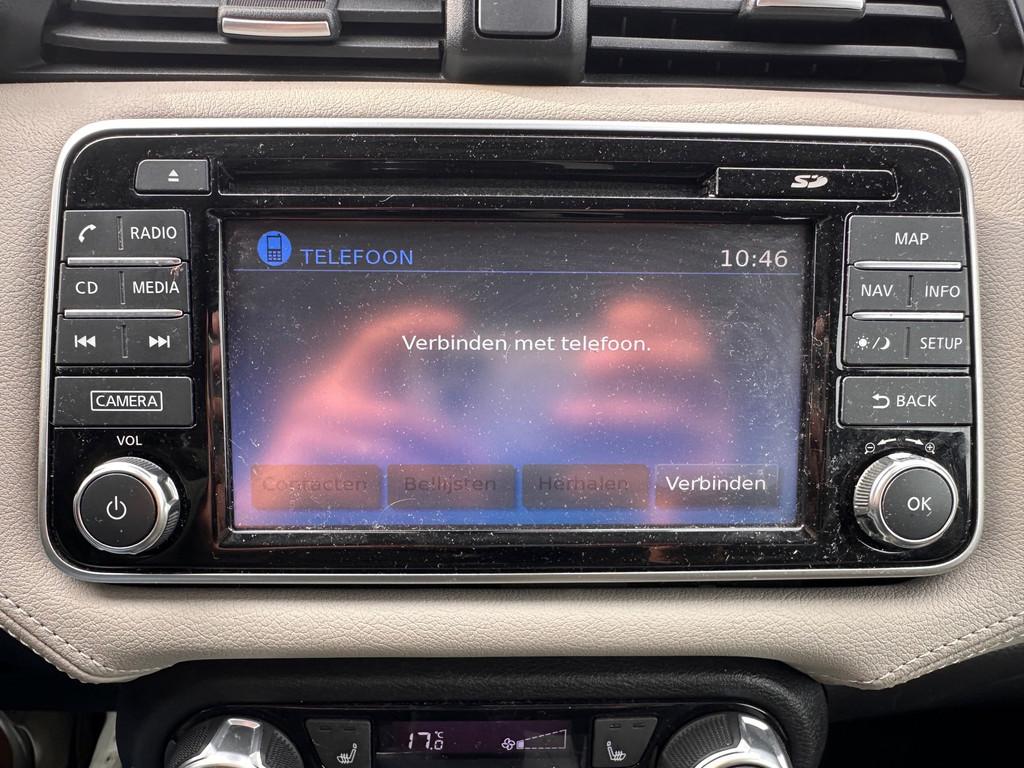 SD
RADIO
MAP
TELEFOON
10:46
CD MEDIA
NAV INFO
Verbinden met telefoon.
SETUP
CAMERA
BACK
VOL
Contacten Bellijsten Herhalen Verbinden
OK
17.0 °C